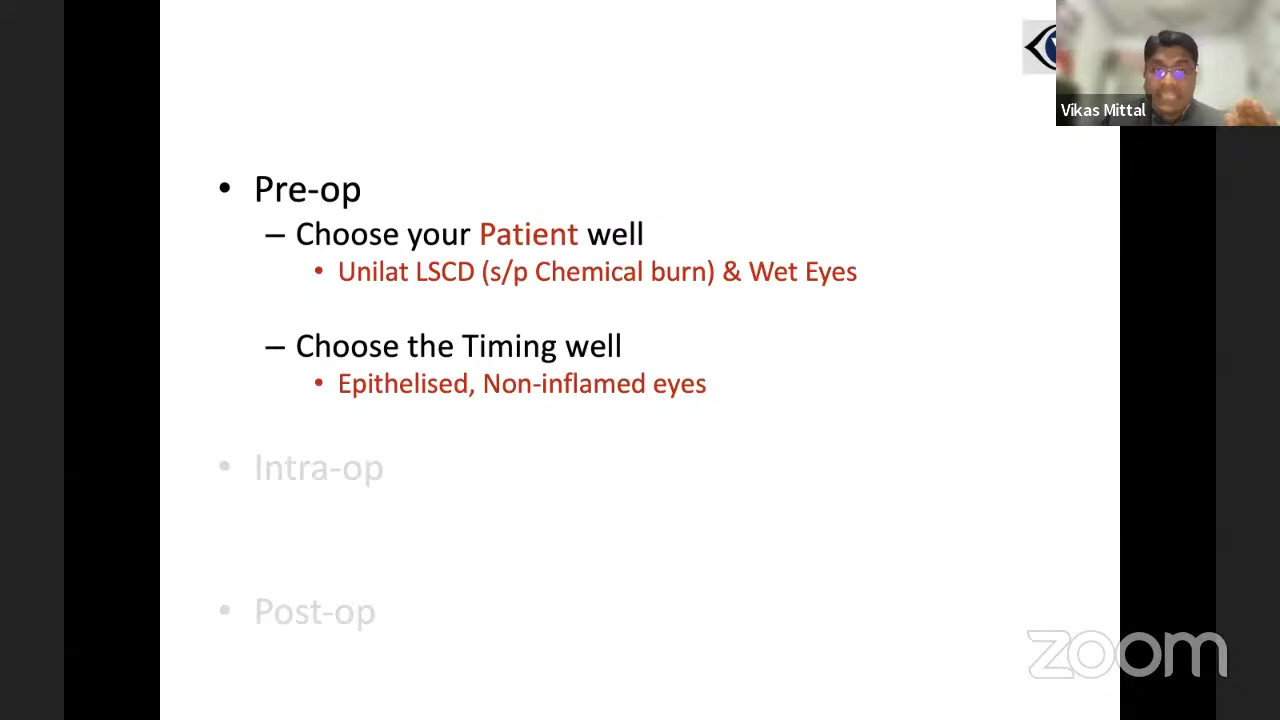 Vikas Mittal
• Pre-op
– Choose your Patient well
• Unilat LSCD (s/p Chemical burn) & Wet Eyes
– Choose the Timing well
• Epithelised, Non-inflamed eyes
• Intra-op
• Post-op
zoom